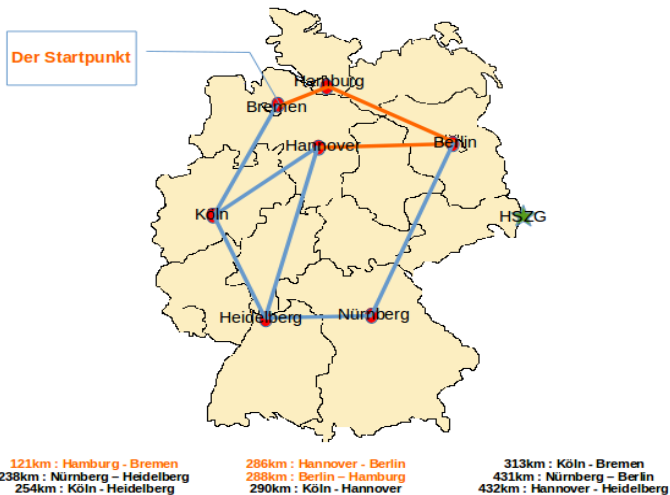 Der Startpunkt
Hamburg
Bremen
Hannover
Berlin
Köln
HSZG
Heidelberg
Nürnberg
121km : Hamburg - Bremen
238km : Nürnberg – Heidelberg
254km : Köln - Heidelberg
286km : Hannover - Berlin
288km : Berlin – Hamburg
290km : Köln - Hannover
313km : Köln - Bremen
431km : Nürnberg – Berlin
432km : Hannover - Heidelberg